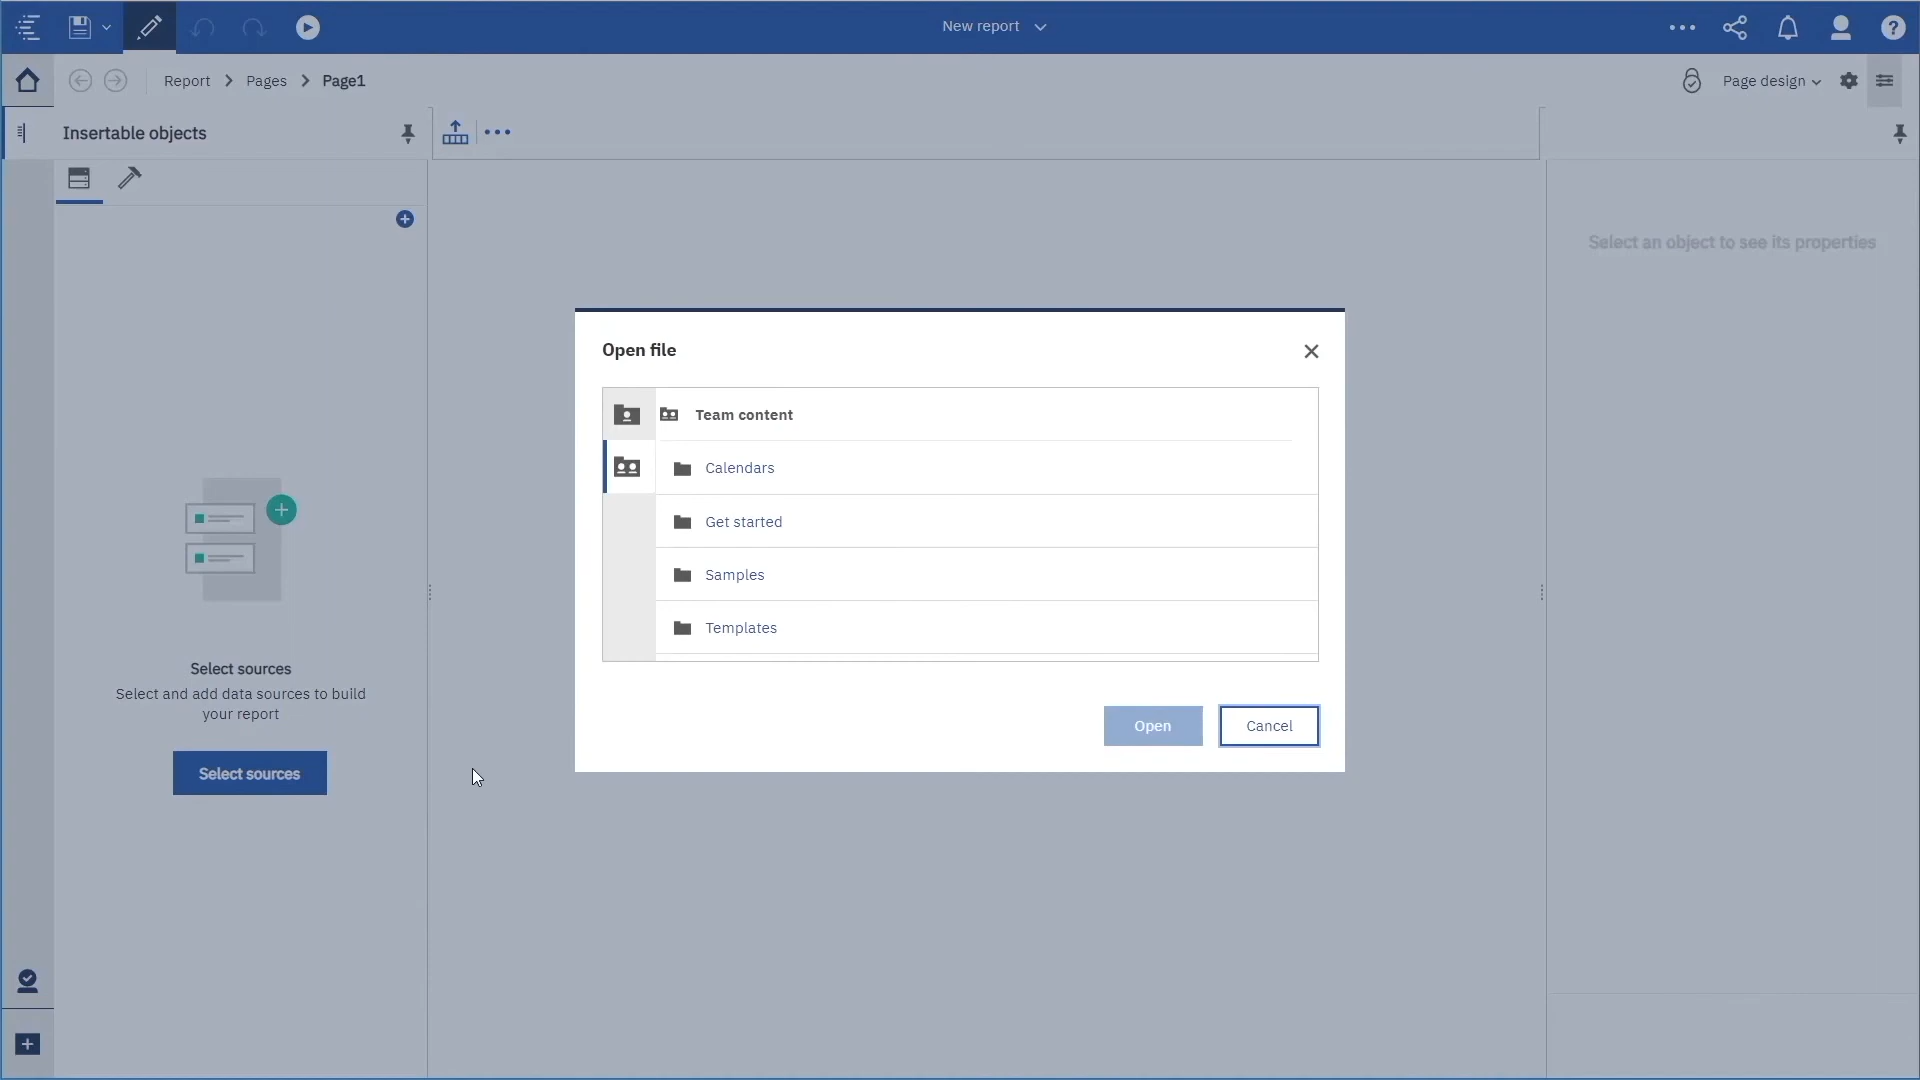 New report
Report
Pages
Page1
Page design
Insertable objects
Select an object to see its properties
Open file
Team content
Calendars
Get started
Samples
Templates
Open
Cancel
Select sources
Select and add data sources to build
your report
Select sources